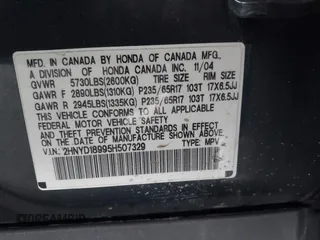 MFD. IN CANADA BY HONDA OF CANADA MFG.,
A DIVISION OF HONDA CANADA INC. 11/04
GVWR 5730LBS(2600KG) TIRE SIZE RIM SIZE
GAWR F 2890LBS(1310KG) P235/65R17 103T 17X6.5JJ
GAWR R 2945LBS(1335KG) P235/65R17 103T 17X6.5JJ
THIS VEHICLE CONFORMS TO ALL APPLICABLE
FEDERAL MOTOR VEHICLE SAFETY
STANDARDS IN EFFECT ON THE DATE OF
MANUFACTURE SHOWN ABOVE.
V.I.N.: 2HNYD18995H507329 TYPE: MPV